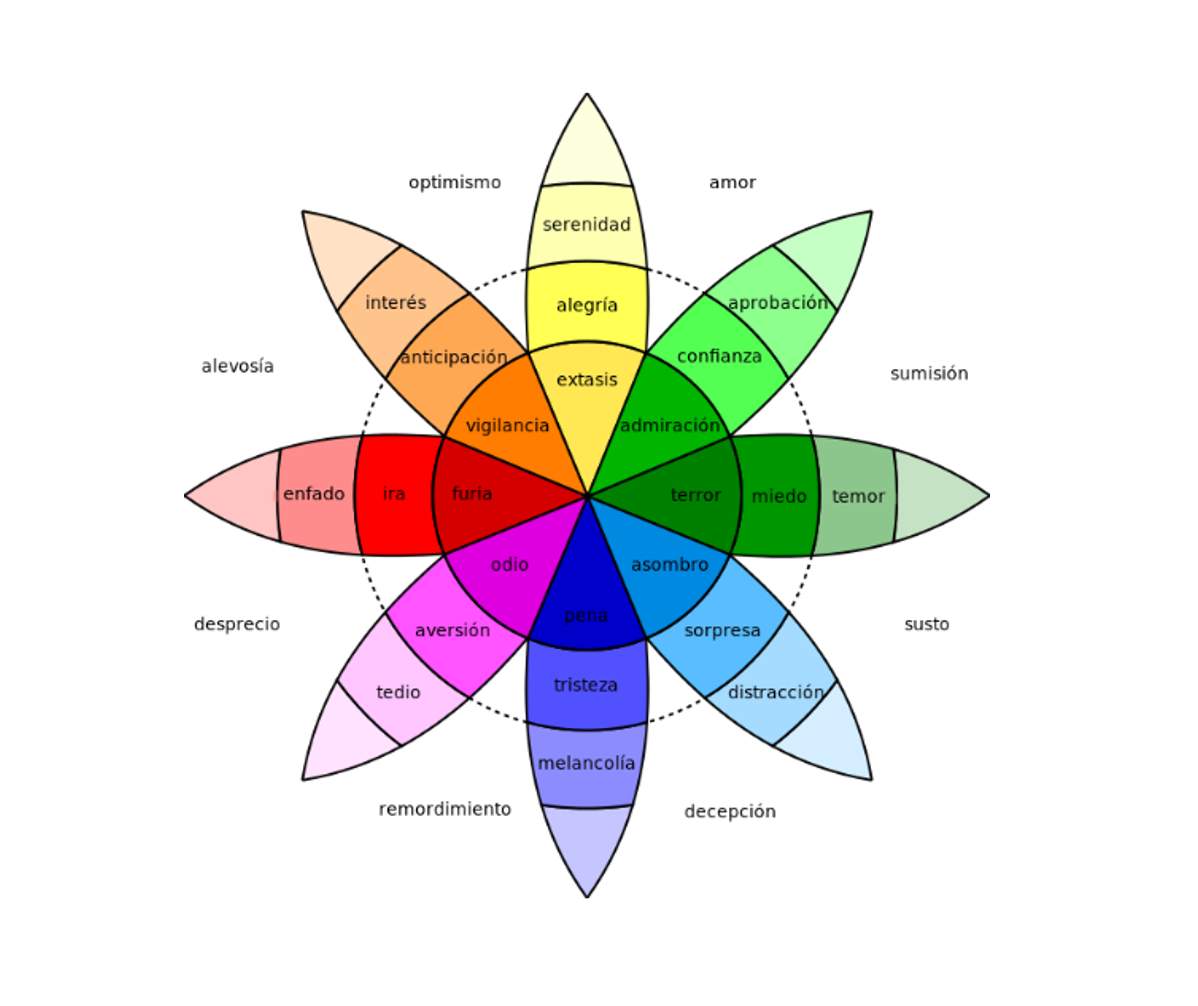 optimismo
amor
serenidad
interés
aprobación
alegría
anticipación
confianza
alevosía
sumisión
extasis
vigilancia
admiración
enfado
ira
furia
terror
miedo
temor
odio
asombro
desprecio
pena
susto
aversión
sorpresa
tristeza
tedio
distracción
melancolía
remordimiento
decepción